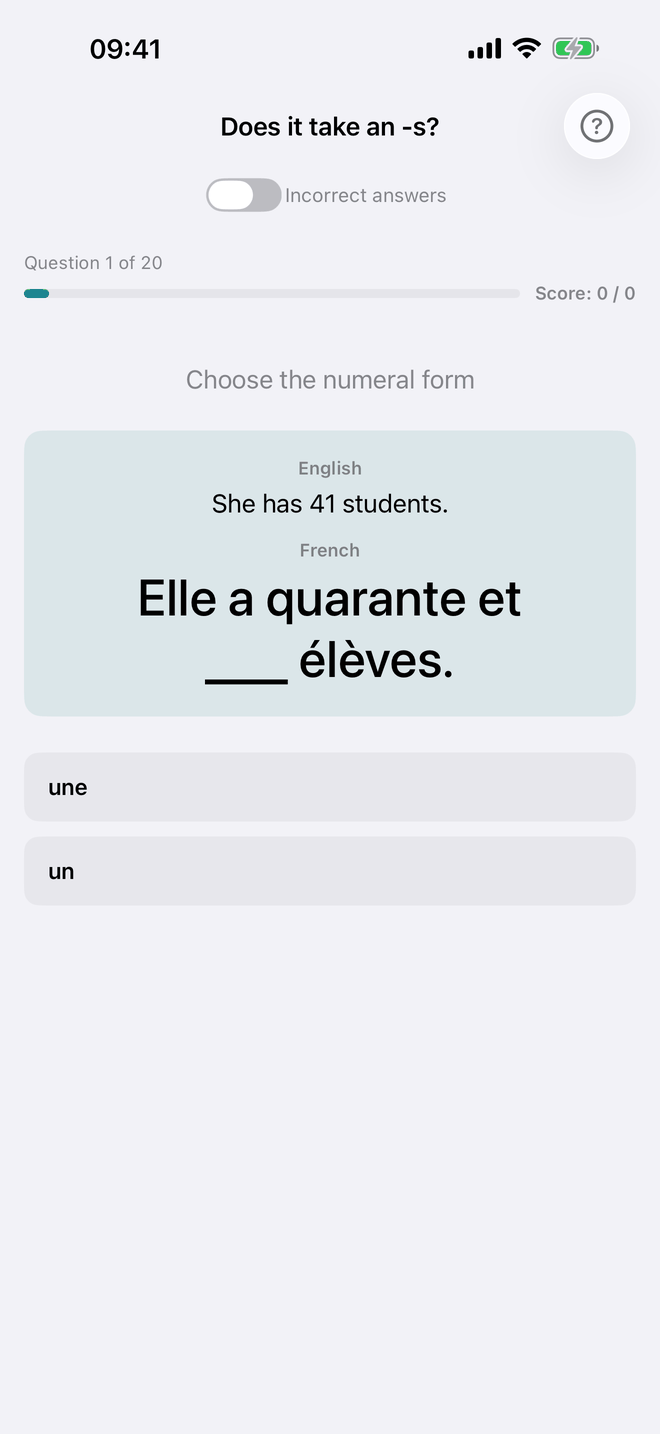 09:41
Does it take an -s?
?
Incorrect answers
Question 1 of 20
Score: 0 / 0
Choose the numeral form
English
She has 41 students.
French
Elle a quarante et
____ élèves.
une
un